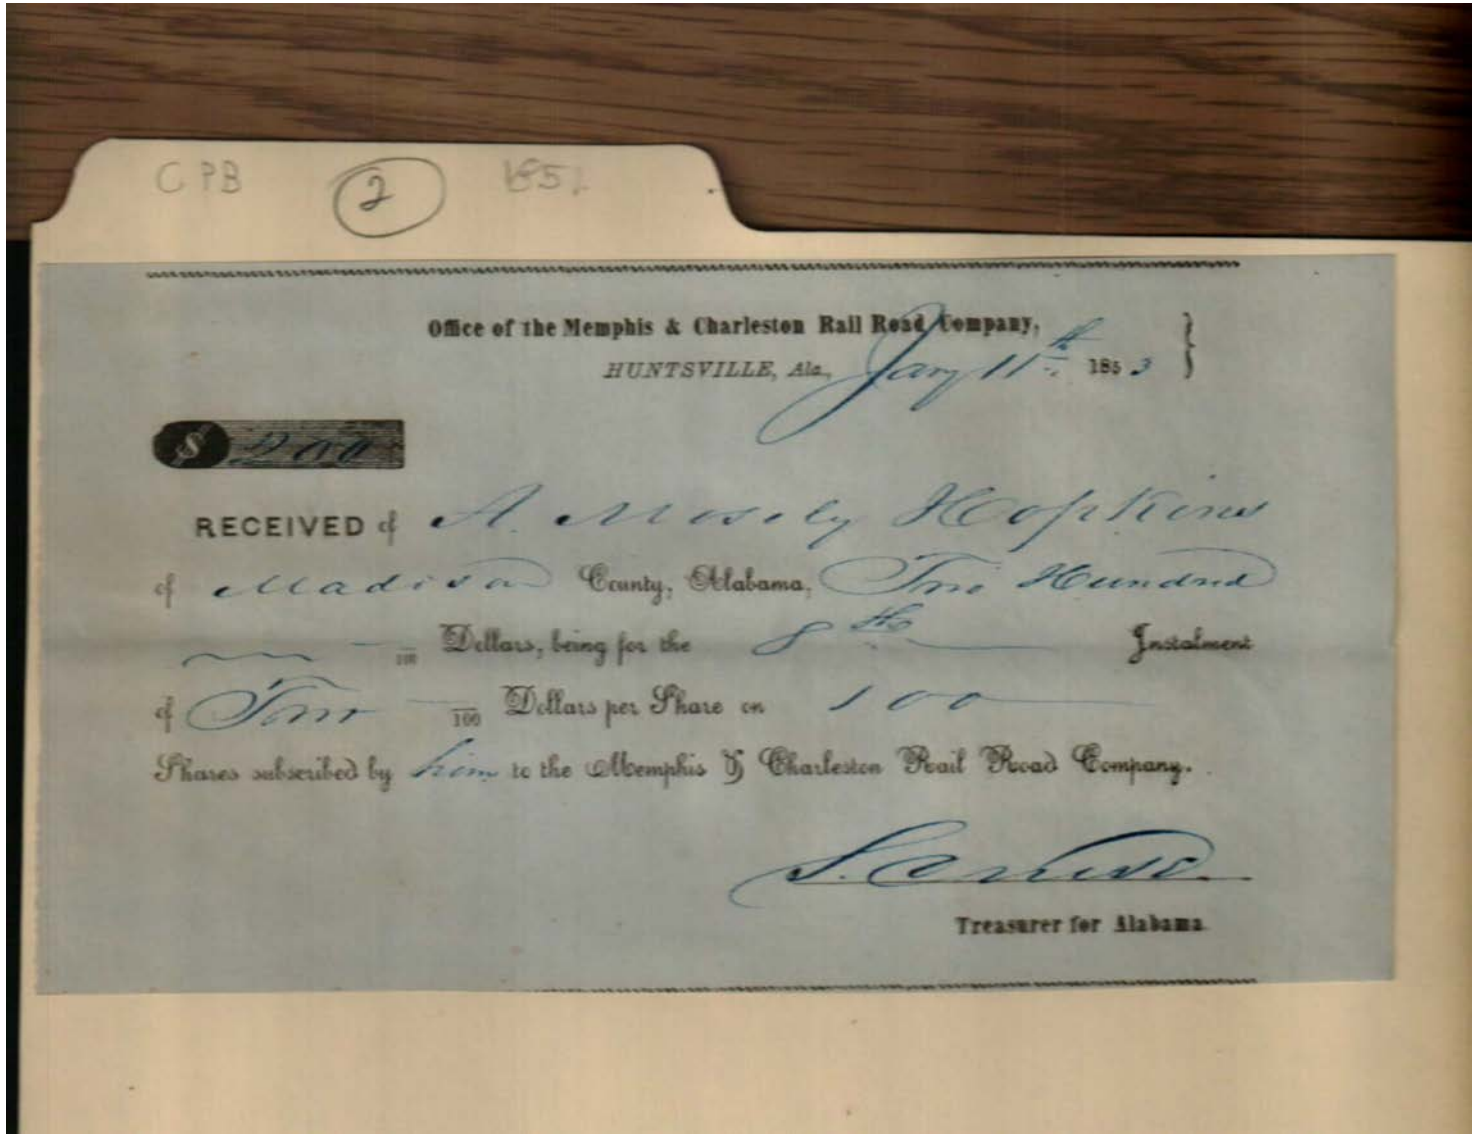 CPB 2 1851
Office of the Memphis & Charleston Rail Road Company,
HUNTSVILLE, Ala., Jany 11th 1853
$ 200
RECEIVED of A. Mosely Hopkins
of Madison County, Alabama, Two Hundred
100 Dollars, being for the 8th Instalment
of Two 100 Dollars per Share on 100
Shares subscribed by him to the Memphis & Charleston Rail Road Company.
S. Cruse
Treasurer for Alabama